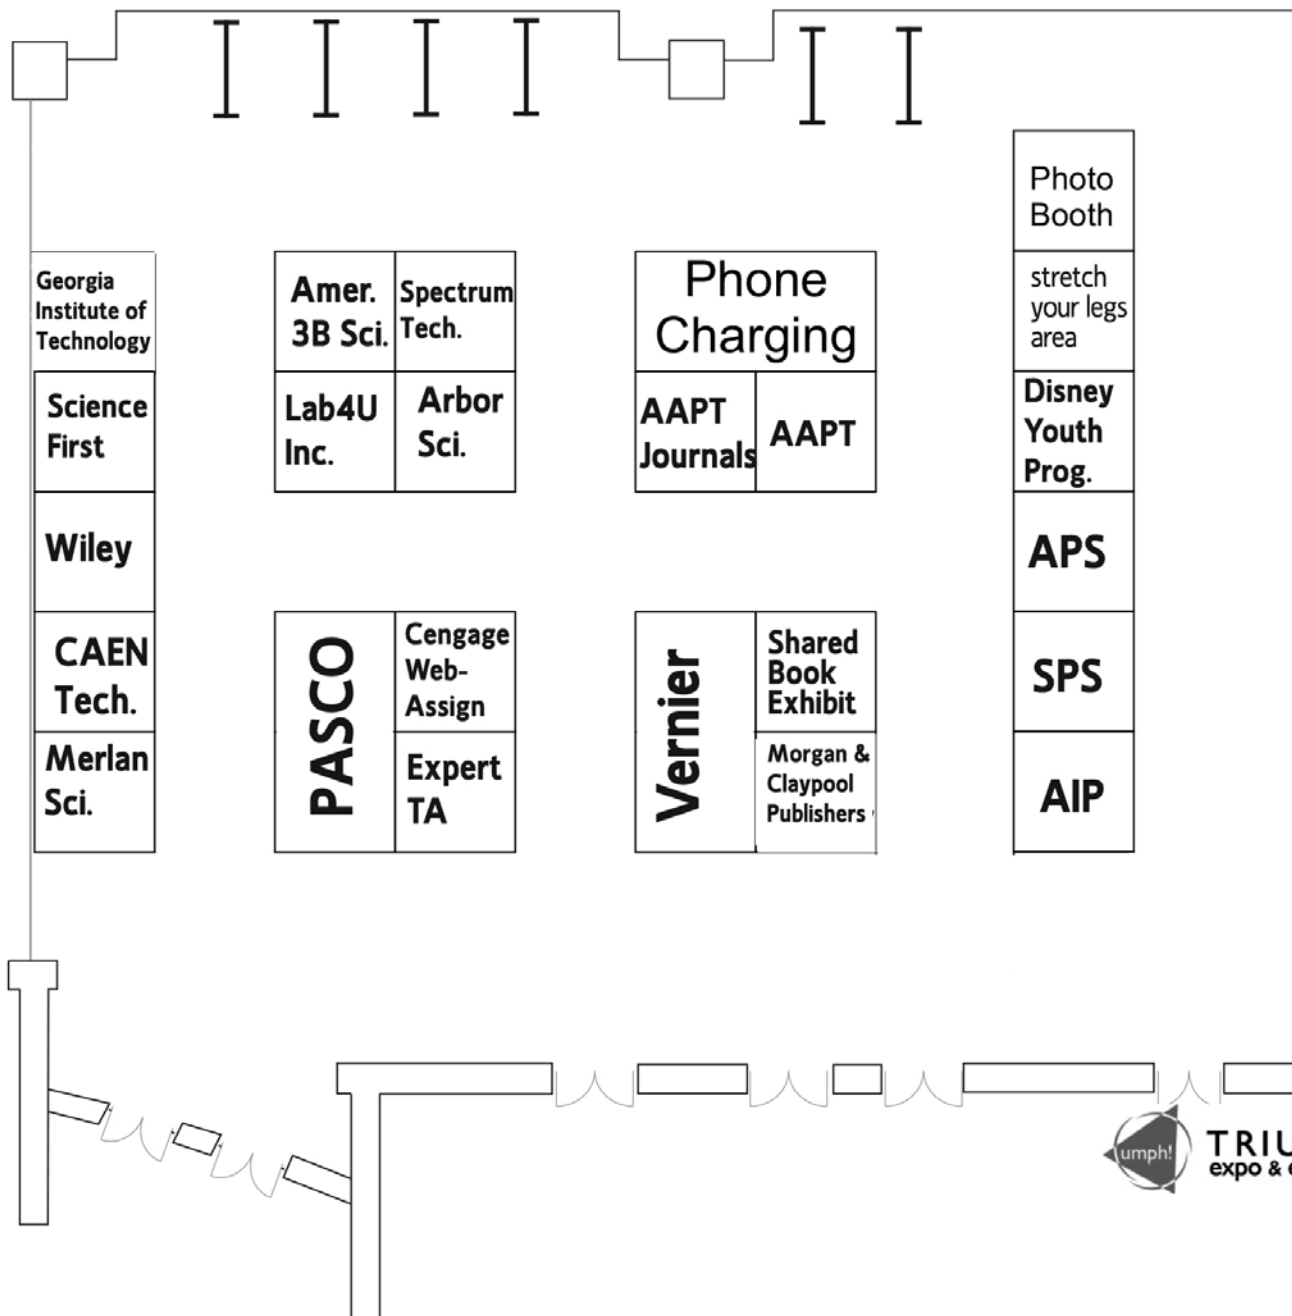 Photo
Booth
Georgia
Institute of
Technology
Amer.
3B Sci.
Spectrum
Tech.
Phone
Charging
stretch
your legs
area
Science
First
Lab4U
Inc.
Arbor
Sci.
AAPT
Journals
AAPT
Disney
Youth
Prog.
Wiley
APS
CAEN
Tech.
PASCO
Cengage
Web-
Assign
Vernier
Shared
Book
Exhibit
SPS
Merlan
Sci.
Expert
TA
Morgan &
Claypool
Publishers
AIP
umph!
TRIU
expo & e